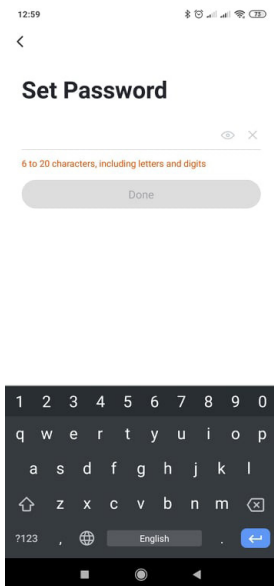 12:59
73
Set Password
6 to 20 characters, including letters and digits
Done
1 2 3 4 5 6 7 8 9 0
q w e r t y u i o p
a s d f g h j k l
z x c v b n m
?123 , English .